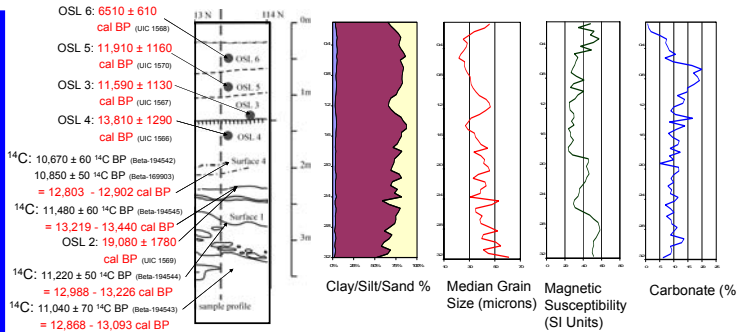 OSL 6: 6510 ± 610
cal BP (UIC 1568)
OSL 5: 11,910 ± 1160
cal BP (UIC 1570)
OSL 3: 11,590 ± 1130
cal BP (UIC 1567)
OSL 4: 13,810 ± 1290
cal BP (UIC 1566)
14C: 10,670 ± 60 14C BP (Beta-194542)
10,850 ± 50 14C BP (Beta-169903)
= 12,803 - 12,902 cal BP
14C: 11,480 ± 60 14C BP (Beta-194545)
= 13,219 - 13,440 cal BP
OSL 2: 19,080 ± 1780
cal BP (UIC 1569)
14C: 11,220 ± 50 14C BP (Beta-194544)
= 12,988 - 13,226 cal BP
14C: 11,040 ± 70 14C BP (Beta-194543)
= 12,868 - 13,093 cal BP
13 N
114 N
OSL 6
OSL 5
OSL 3
OSL 4
Surface 4
Surface 1
sample profile
0m
1m
2m
3m
Clay/Silt/Sand %
Median Grain
Size (microns)
Magnetic
Susceptibility
(SI Units)
Carbonate (%